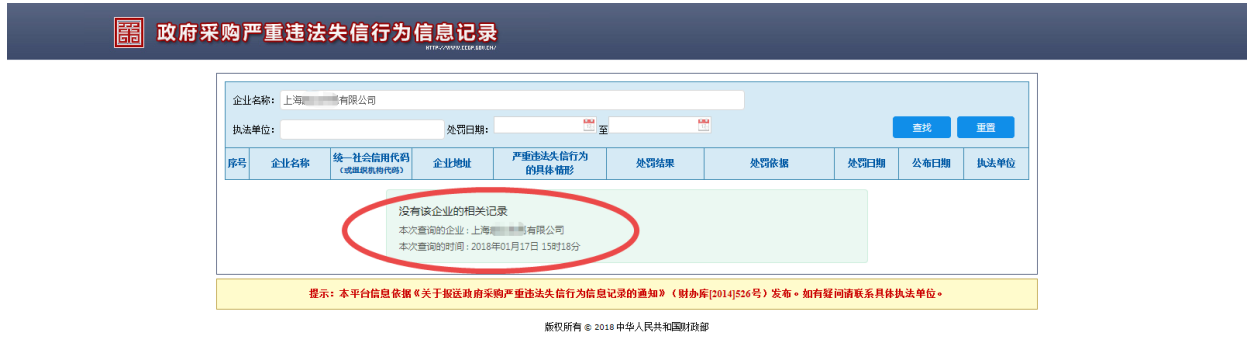 政府采购严重违法失信行为信息记录
HTTP://WWW.CCGP.GOV.CN/
企业名称： 上海 有限公司
执法单位： 处罚日期： 至 查找 重置
序号 企业名称 统一社会信用代码 企业地址 严重违法失信行为 处罚结果 处罚依据 处罚日期 公布日期 执法单位
（或组织机构代码） 的具体情形
没有该企业的相关记录
本次查询的企业 : 上海 有限公司
本次查询的时间 : 2018年01月17日 15时18分
提示：本平台信息依据《关于报送政府采购严重违法失信行为信息记录的通知》（财办库[2014]526号）发布。如有疑问请联系具体执法单位。
版权所有 © 2018 中华人民共和国财政部